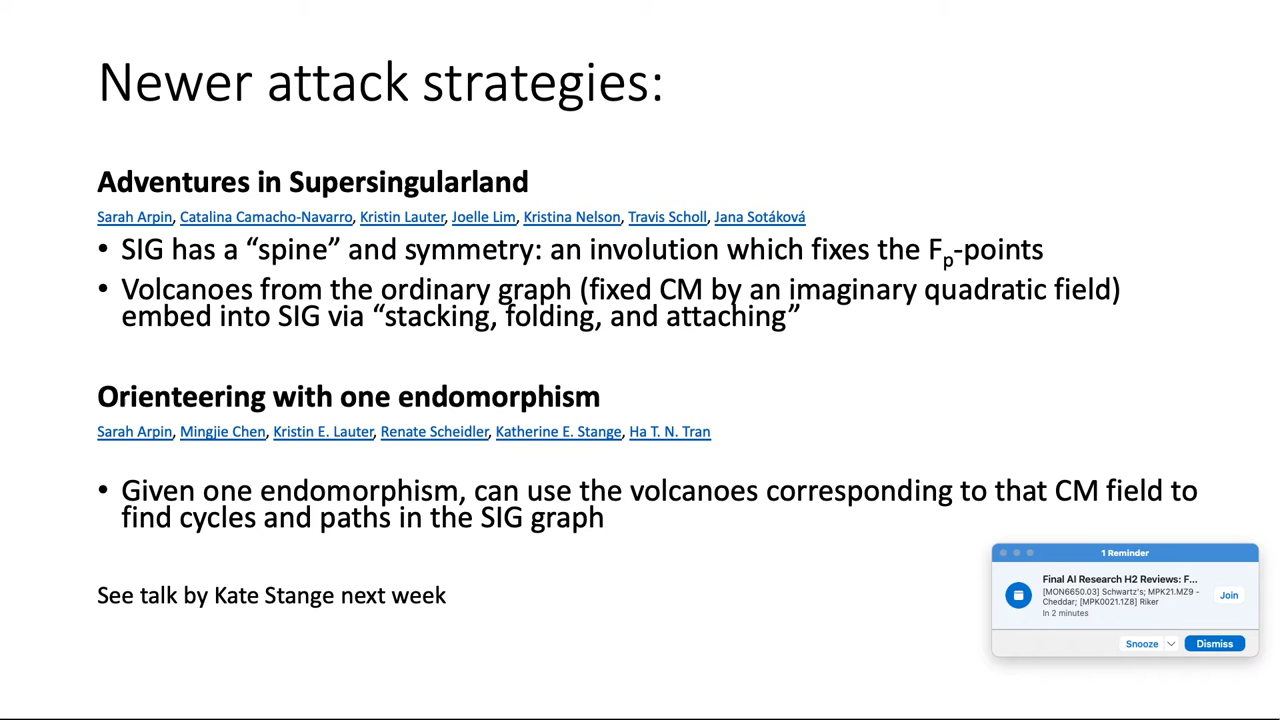 Newer attack strategies:
Adventures in Supersingularland
Sarah Arpin, Catalina Camacho-Navarro, Kristin Lauter, Joelle Lim, Kristina Nelson, Travis Scholl, Jana Sotáková
• SIG has a “spine” and symmetry: an involution which fixes the Fp-points
• Volcanoes from the ordinary graph (fixed CM by an imaginary quadratic field)
embed into SIG via “stacking, folding, and attaching”
Orienteering with one endomorphism
Sarah Arpin, Mingjie Chen, Kristin E. Lauter, Renate Scheidler, Katherine E. Stange, Ha T. N. Tran
• Given one endomorphism, can use the volcanoes corresponding to that CM field to
find cycles and paths in the SIG graph
See talk by Kate Stange next week
1 Reminder
Final AI Research H2 Reviews: F...
[MON6650.03] Schwartz's; MPK21.MZ9 -
Cheddar; [MPK0021.1Z8] Riker
In 2 minutes
Join
Snooze
Dismiss